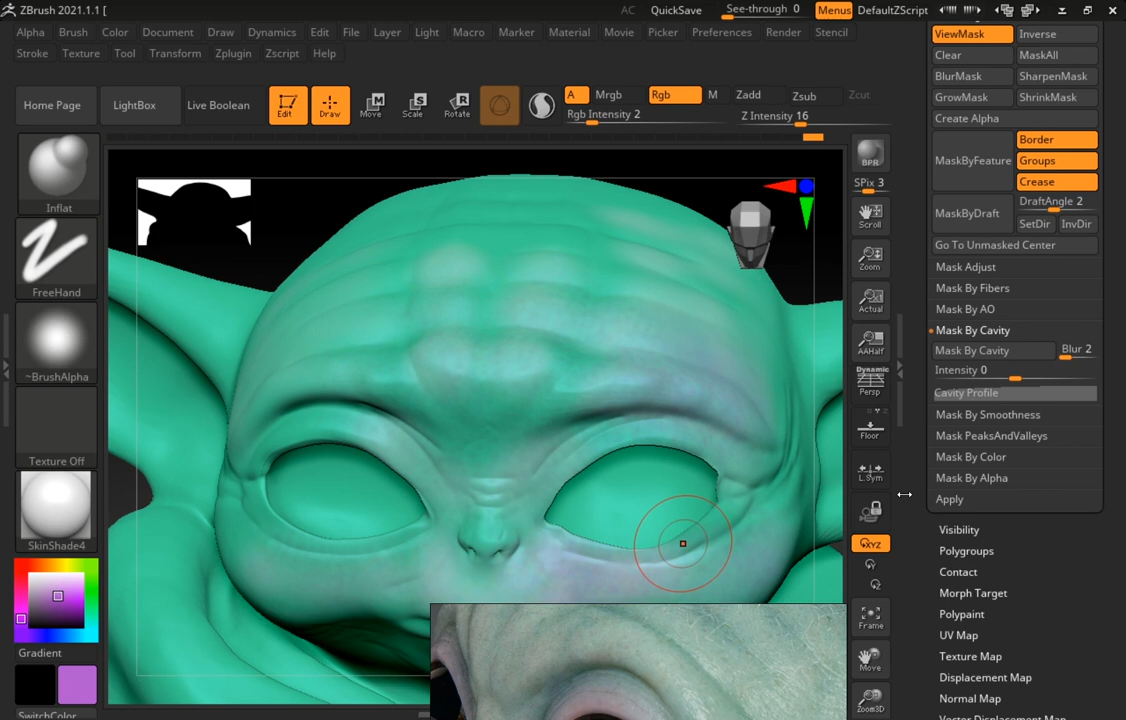 ZBrush 2021.1.1 [
AC QuickSave See-through 0 Menus DefaultZScript
Alpha Brush Color Document Draw Dynamics Edit File Layer Light Macro Material Movie Picker Preferences Render Stencil
Stroke Texture Tool Transform Zplugin Zscript Help
Home Page
LightBox
Live Boolean
Edit
Draw
Move
Scale
Rotate
A Mrgb Rgb M Zadd Zsub Zcut
Rgb Intensity 2 Z Intensity 16
Inflat
FreeHand
~BrushAlpha
Texture Off
SkinShade4
Gradient
SwitchColor
BPR
SPix 3
Scroll
Zoom
Actual
AAHalf
Dynamic
Persp
Floor
L.Sym
XYZ
Y
Z
Frame
Move
Zoom3D
ViewMask Inverse
Clear MaskAll
BlurMask SharpenMask
GrowMask ShrinkMask
Create Alpha
MaskByFeature
Border
Groups
Crease
MaskByDraft
DraftAngle 2
SetDir InvDir
Go To Unmasked Center
Mask Adjust
Mask By Fibers
Mask By AO
Mask By Cavity
Mask By Cavity Blur 2
Intensity 0
Cavity Profile
Mask By Smoothness
Mask PeaksAndValleys
Mask By Color
Mask By Alpha
Apply
Visibility
Polygroups
Contact
Morph Target
Polypaint
UV Map
Texture Map
Displacement Map
Normal Map
Vector Displacement Map